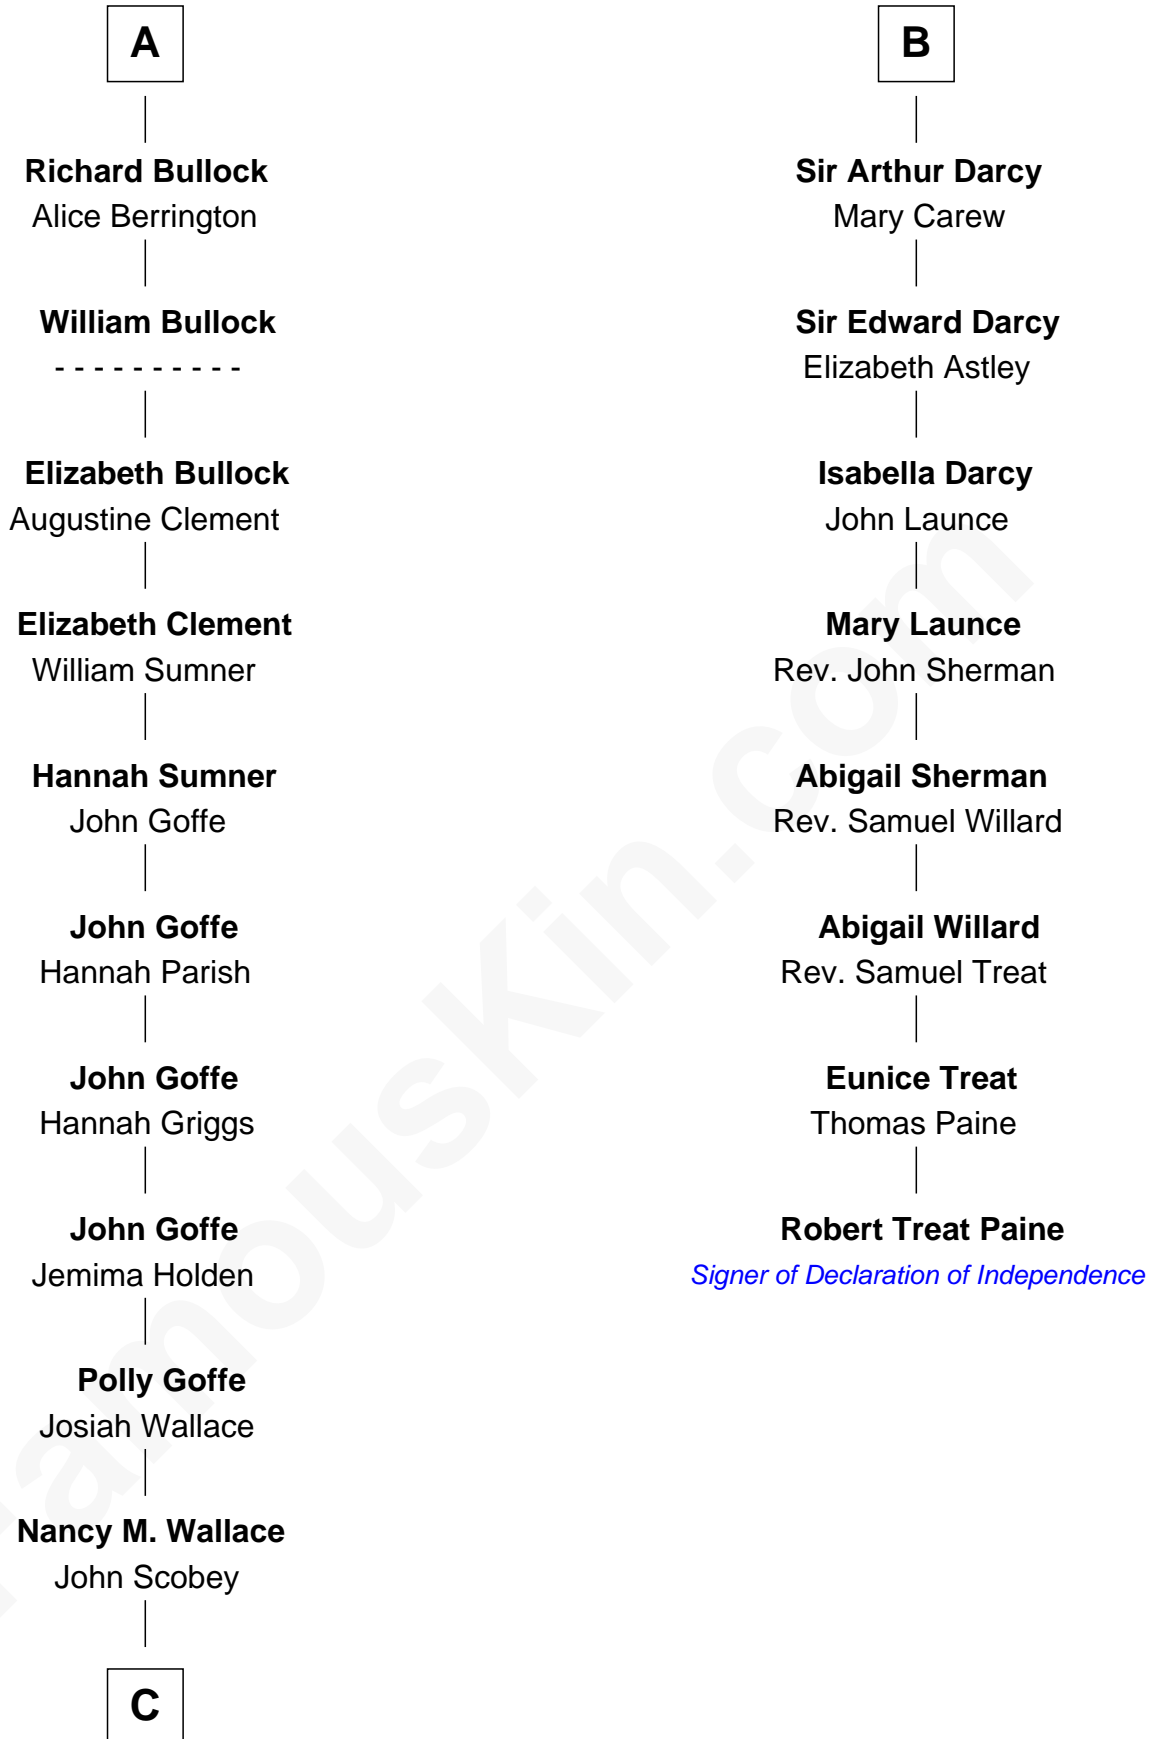 A
Richard Bullock
Alice Berrington
William Bullock
- - - - - - - - - -
Elizabeth Bullock
Augustine Clement
Elizabeth Clement
William Sumner
Hannah Sumner
John Goffe
John Goffe
Hannah Parish
John Goffe
Hannah Griggs
John Goffe
Jemima Holden
Polly Goffe
Josiah Wallace
Nancy M. Wallace
John Scobey
C
B
Sir Arthur Darcy
Mary Carew
Sir Edward Darcy
Elizabeth Astley
Isabella Darcy
John Launce
Mary Launce
Rev. John Sherman
Abigail Sherman
Rev. Samuel Willard
Abigail Willard
Rev. Samuel Treat
Eunice Treat
Thomas Paine
Robert Treat Paine
Signer of Declaration of Independence
FamousKin.com